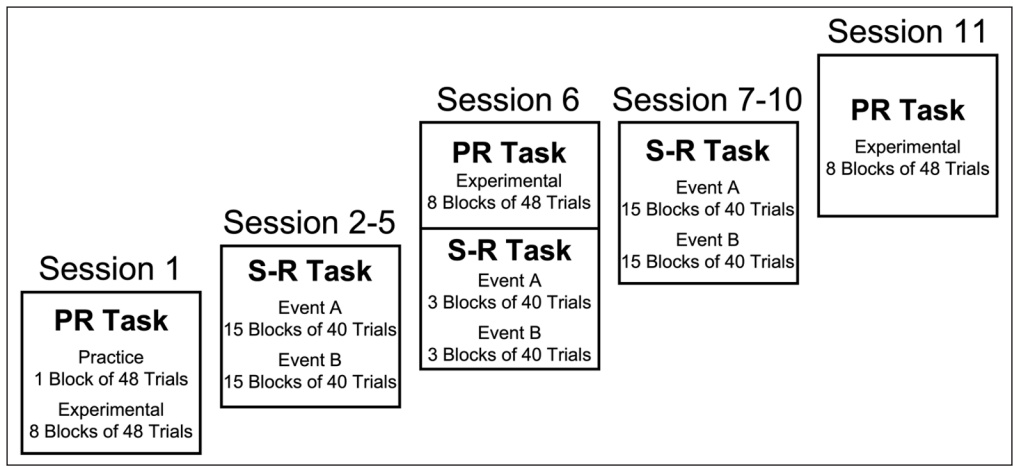 Session 1
PR Task
Practice
1 Block of 48 Trials
Experimental
8 Blocks of 48 Trials
Session 2-5
S-R Task
Event A
15 Blocks of 40 Trials
Event B
15 Blocks of 40 Trials
Session 6
PR Task
Experimental
8 Blocks of 48 Trials
S-R Task
Event A
3 Blocks of 40 Trials
Event B
3 Blocks of 40 Trials
Session 7-10
S-R Task
Event A
15 Blocks of 40 Trials
Event B
15 Blocks of 40 Trials
Session 11
PR Task
Experimental
8 Blocks of 48 Trials